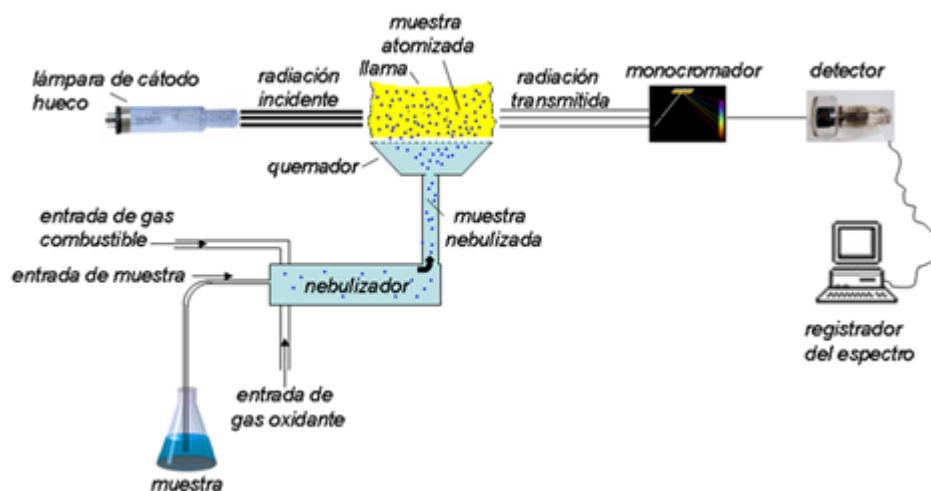 lámpara de cátodo
hueco
radiación
incidente
muestra
atomizada
llama
radiación
transmitida
monocromador
detector
quemador
muestra
nebulizada
entrada de gas
combustible
entrada de muestra
nebulizador
entrada de
gas oxidante
muestra
registrador
del espectro